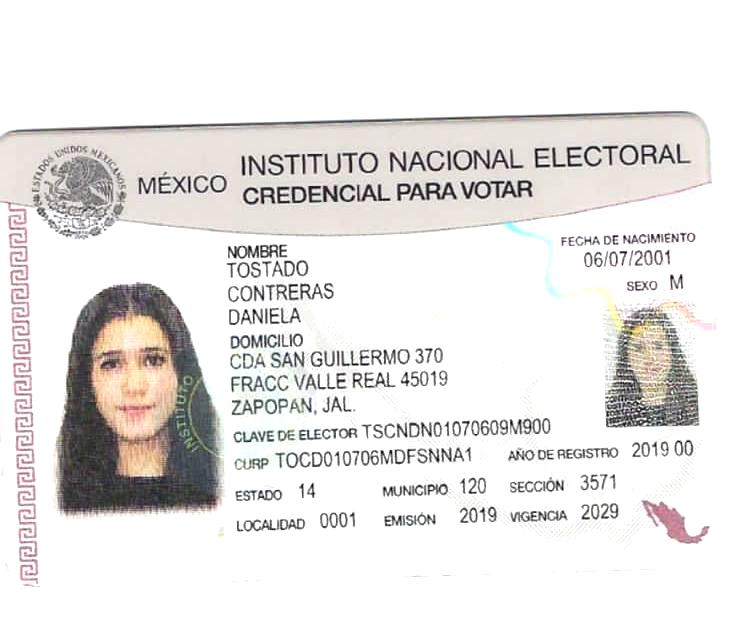 ESTADOS UNIDOS MEXICANOS
MÉXICO
INSTITUTO NACIONAL ELECTORAL
CREDENCIAL PARA VOTAR
NOMBRE
TOSTADO
CONTRERAS
DANIELA
DOMICILIO
CDA SAN GUILLERMO 370
FRACC VALLE REAL 45019
ZAPOPAN, JAL.
FECHA DE NACIMIENTO
06/07/2001
SEXO M
INSTITUTO
CLAVE DE ELECTOR TSCNDN01070609M900
CURP TOCD010706MDFSNNA1 AÑO DE REGISTRO 2019 00
ESTADO 14 MUNICIPIO 120 SECCIÓN 3571
LOCALIDAD 0001 EMISIÓN 2019 VIGENCIA 2029